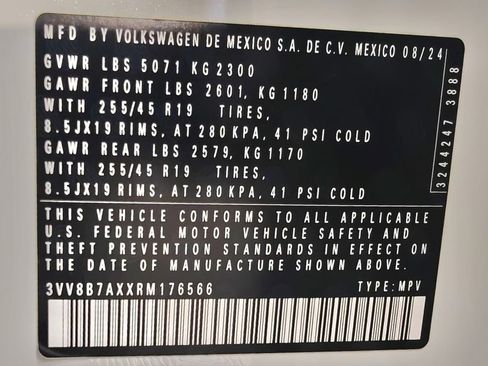 MFD BY VOLKSWAGEN DE MEXICO S.A. DE C.V. MEXICO 08/24
GVWR LBS 5071 KG 2300
GAWR FRONT LBS 2601, KG 1180
WITH 255/45 R19 TIRES,
8.5JX19 RIMS, AT 280 KPA, 41 PSI COLD
GAWR REAR LBS 2579, KG 1170
WITH 255/45 R19 TIRES,
8.5JX19 RIMS, AT 280 KPA, 41 PSI COLD
THIS VEHICLE CONFORMS TO ALL APPLICABLE
U.S. FEDERAL MOTOR VEHICLE SAFETY AND
THEFT PREVENTION STANDARDS IN EFFECT ON
THE DATE OF MANUFACTURE SHOWN ABOVE.
3VV8B7AXXRM176566 TYPE: MPV
3244247 3888